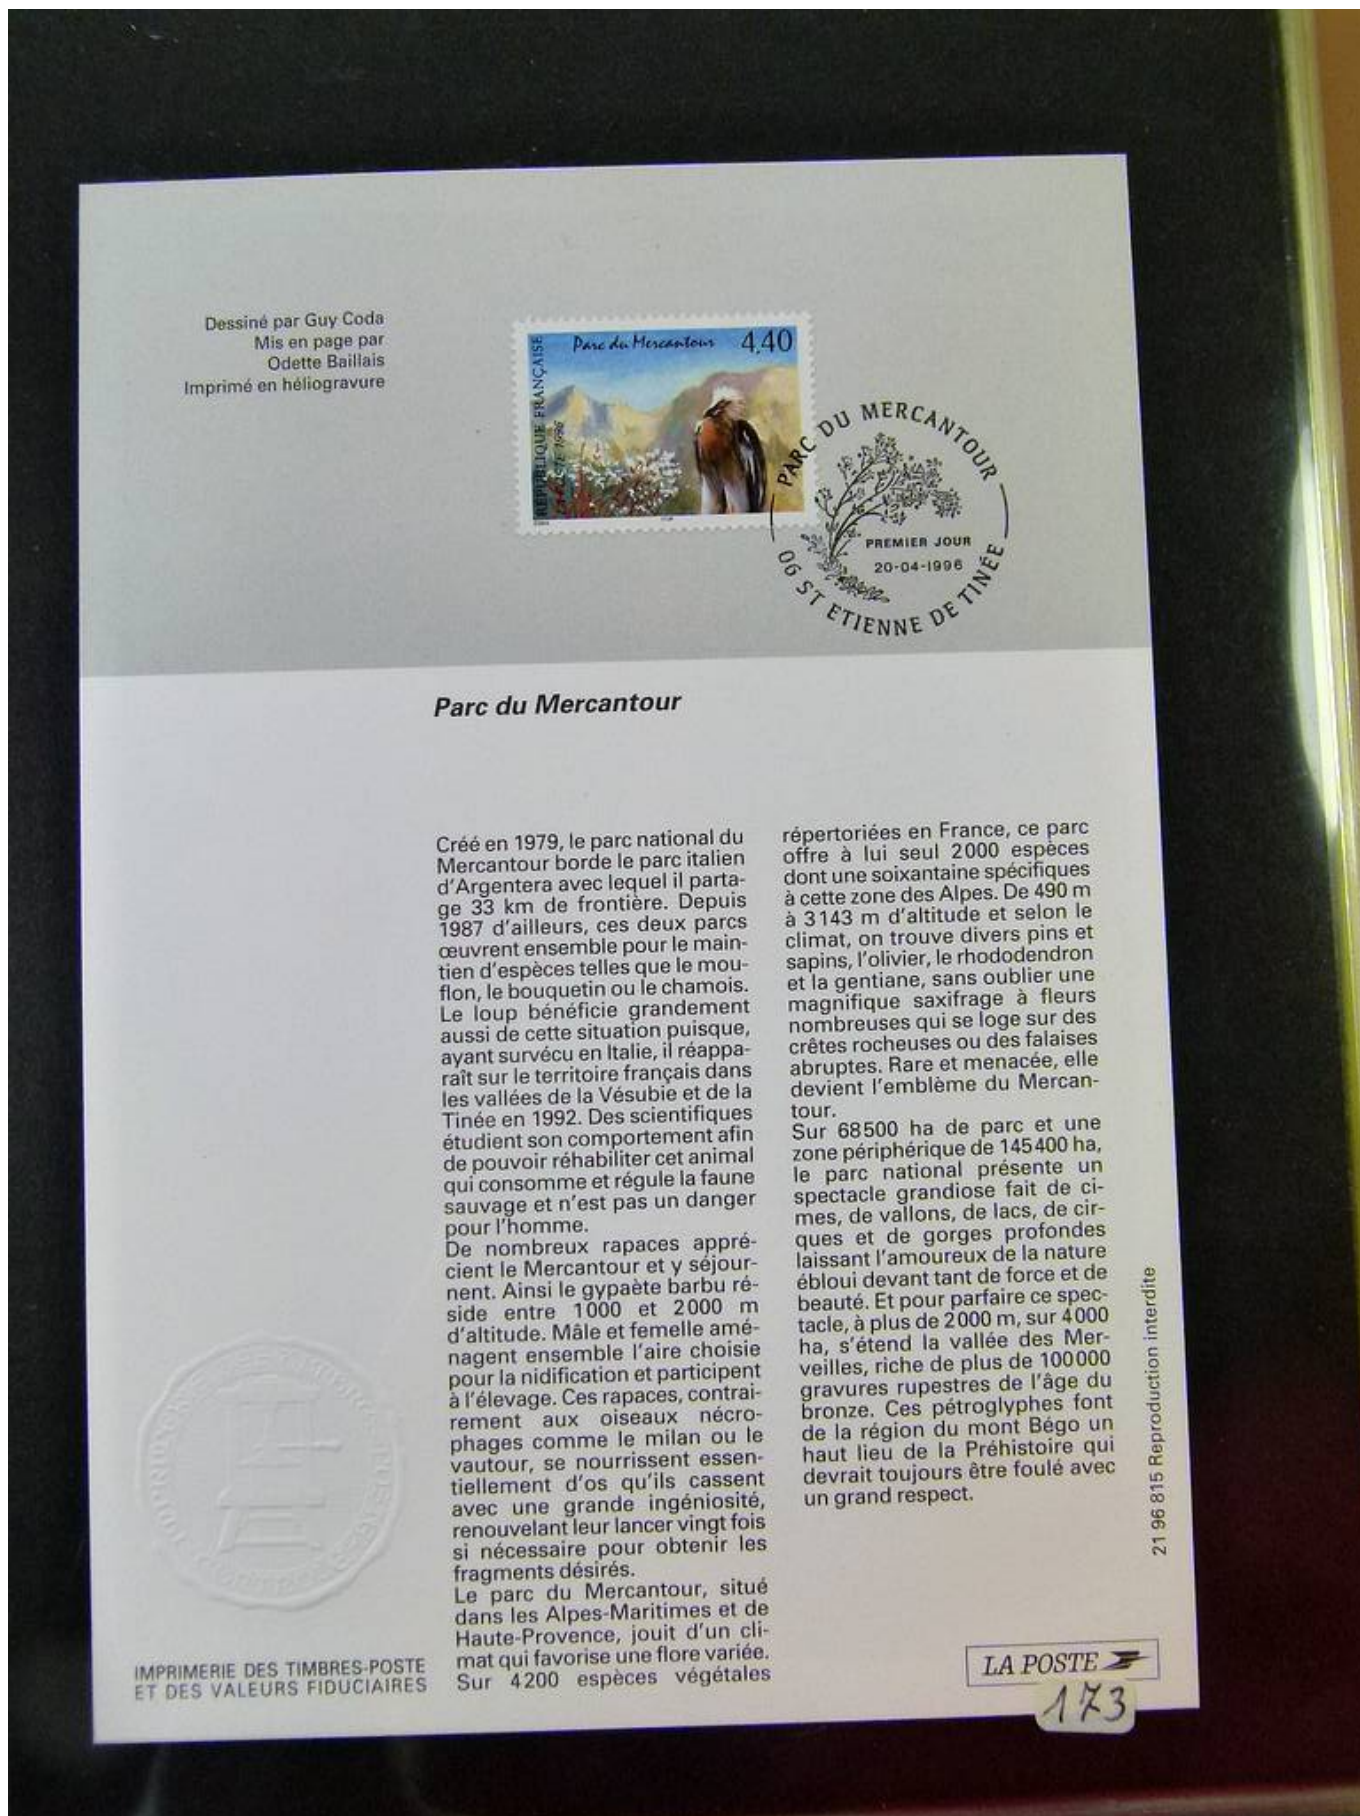 Dessiné par Guy Coda
Mis en page par
Odette Baillais
Imprimé en héliogravure
RÉPUBLIQUE FRANÇAISE
LA POSTE 1996
Parc du Mercantour 4,40
PARC DU MERCANTOUR
PREMIER JOUR
20-04-1996
06 ST ETIENNE DE TINÉE
Parc du Mercantour
Créé en 1979, le parc national du
Mercantour borde le parc italien
d'Argentera avec lequel il parta-
ge 33 km de frontière. Depuis
1987 d'ailleurs, ces deux parcs
œuvrent ensemble pour le main-
tien d'espèces telles que le mou-
flon, le bouquetin ou le chamois.
Le loup bénéficie grandement
aussi de cette situation puisque,
ayant survécu en Italie, il réappa-
raît sur le territoire français dans
les vallées de la Vésubie et de la
Tinée en 1992. Des scientifiques
étudient son comportement afin
de pouvoir réhabiliter cet animal
qui consomme et régule la faune
sauvage et n'est pas un danger
pour l'homme.
De nombreux rapaces appré-
cient le Mercantour et y séjour-
nent. Ainsi le gypaète barbu ré-
side entre 1000 et 2000 m
d'altitude. Mâle et femelle amé-
nagent ensemble l'aire choisie
pour la nidification et participent
à l'élevage. Ces rapaces, contrai-
rement aux oiseaux nécro-
phages comme le milan ou le
vautour, se nourrissent essen-
tiellement d'os qu'ils cassent
avec une grande ingéniosité,
renouvelant leur lancer vingt fois
si nécessaire pour obtenir les
fragments désirés.
Le parc du Mercantour, situé
dans les Alpes-Maritimes et de
Haute-Provence, jouit d'un cli-
mat qui favorise une flore variée.
Sur 4200 espèces végétales
répertoriées en France, ce parc
offre à lui seul 2000 espèces
dont une soixantaine spécifiques
à cette zone des Alpes. De 490 m
à 3143 m d'altitude et selon le
climat, on trouve divers pins et
sapins, l'olivier, le rhododendron
et la gentiane, sans oublier une
magnifique saxifrage à fleurs
nombreuses qui se loge sur des
crêtes rocheuses ou des falaises
abruptes. Rare et menacée, elle
devient l'emblème du Mercan-
tour.
Sur 68500 ha de parc et une
zone périphérique de 145400 ha,
le parc national présente un
spectacle grandiose fait de ci-
mes, de vallons, de lacs, de cir-
ques et de gorges profondes
laissant l'amoureux de la nature
ébloui devant tant de force et de
beauté. Et pour parfaire ce spec-
tacle, à plus de 2000 m, sur 4000
ha, s'étend la vallée des Mer-
veilles, riche de plus de 100000
gravures rupestres de l'âge du
bronze. Ces pétroglyphes font
de la région du mont Bégo un
haut lieu de la Préhistoire qui
devrait toujours être foulé avec
un grand respect.
21 96 815 Reproduction interdite
IMPRIMERIE DES TIMBRES-POSTE
ET DES VALEURS FIDUCIAIRES
LA POSTE
173